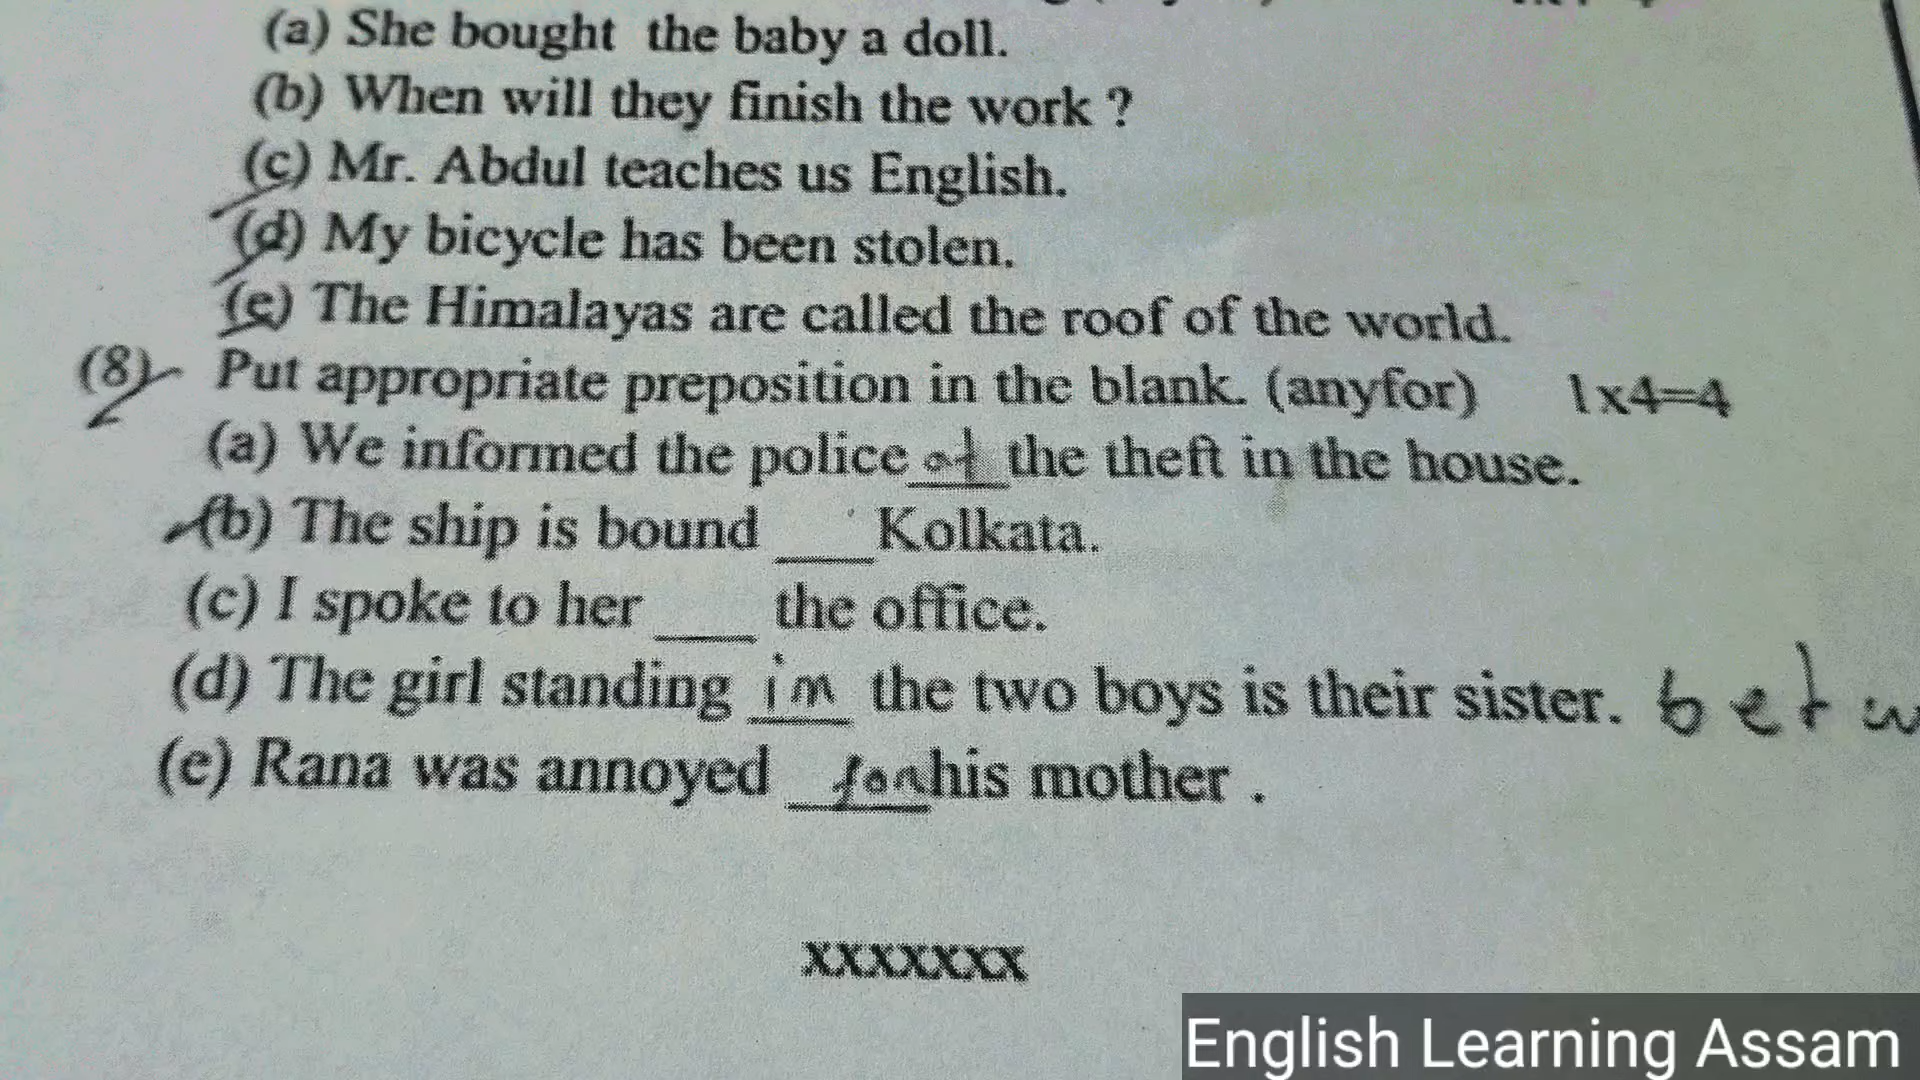 (a) She bought the baby a doll.
(b) When will they finish the work ?
(c) Mr. Abdul teaches us English.
(d) My bicycle has been stolen.
(e) The Himalayas are called the roof of the world.
(8) Put appropriate preposition in the blank. (anyfor) 1x4=4
(a) We informed the police ___ the theft in the house.
(b) The ship is bound ___ Kolkata.
(c) I spoke to her ___ the office.
(d) The girl standing in the two boys is their sister. betw
(e) Rana was annoyed for his mother .
xxxxxxx
English Learning Assam